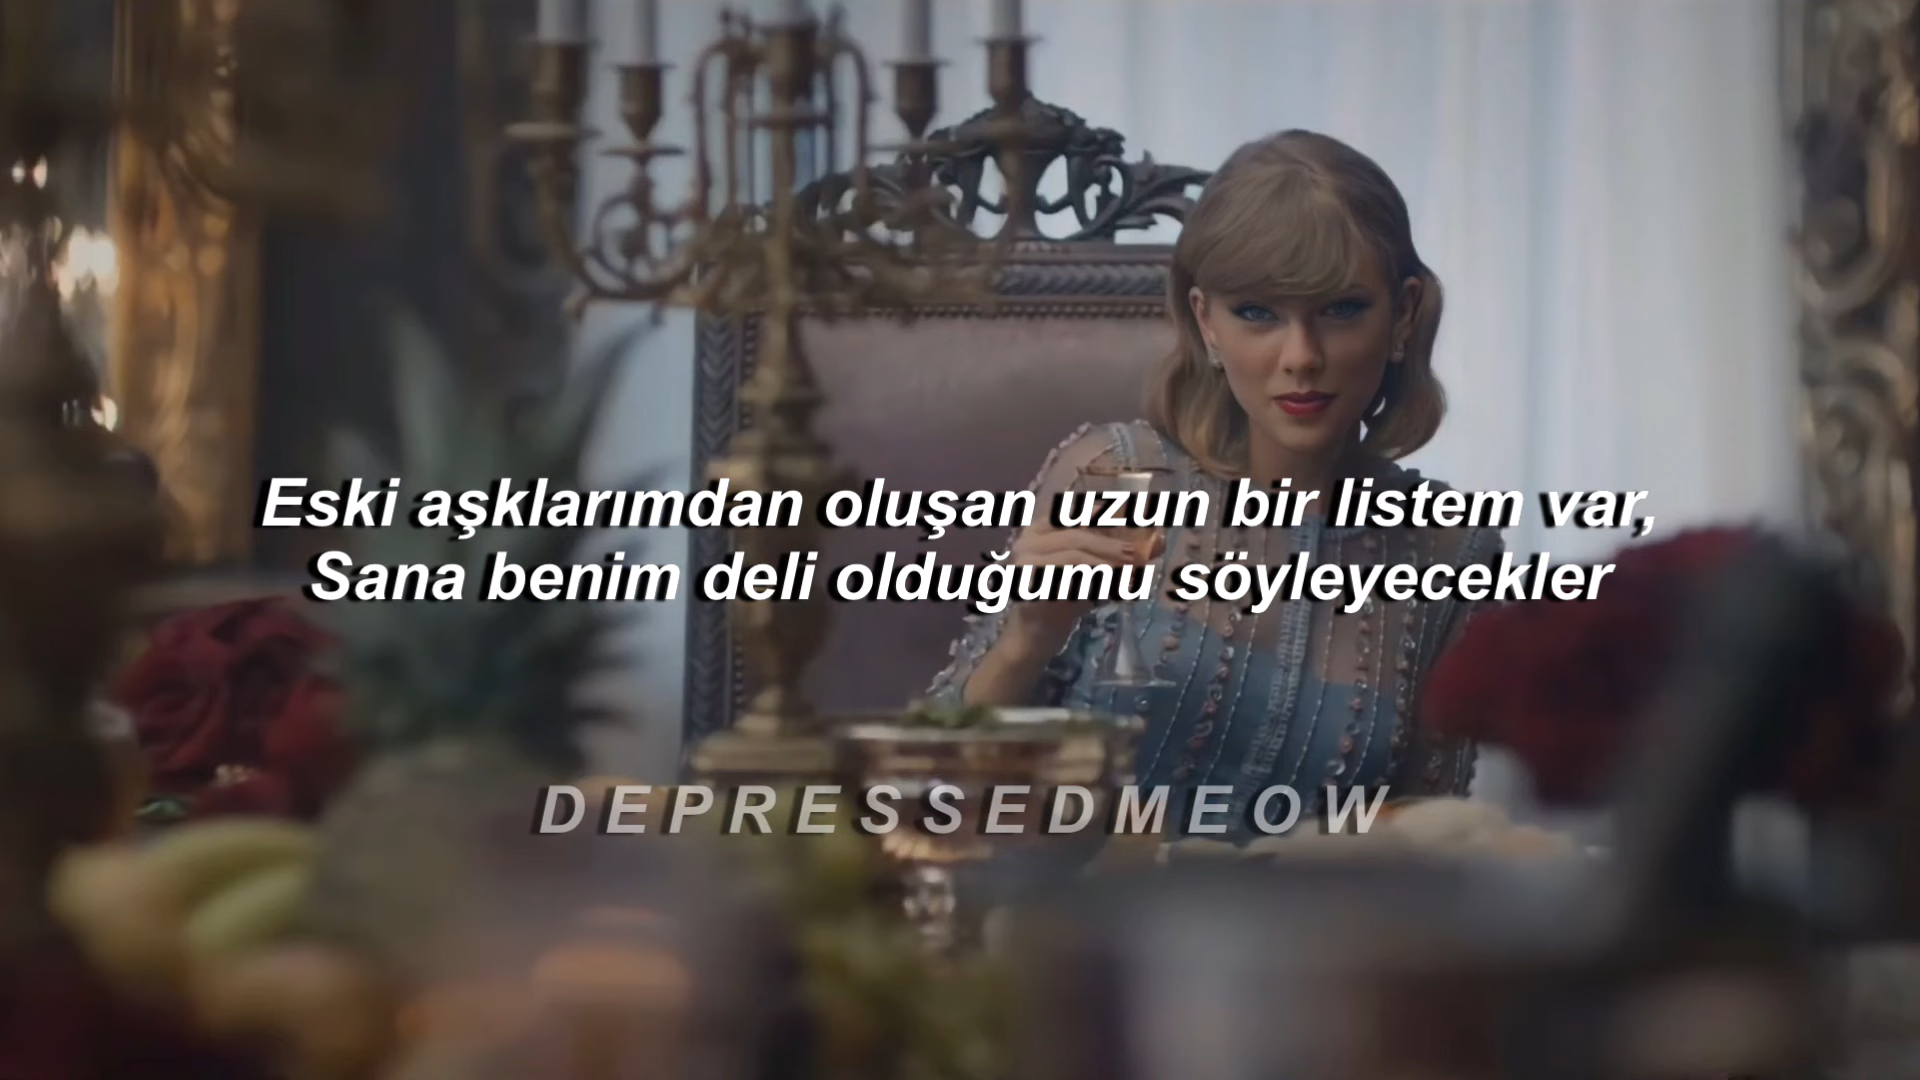 Eski aşklarımdan oluşan uzun bir listem var,
Sana benim deli olduğumu söyleyecekler
DEPRESSEDMEOW